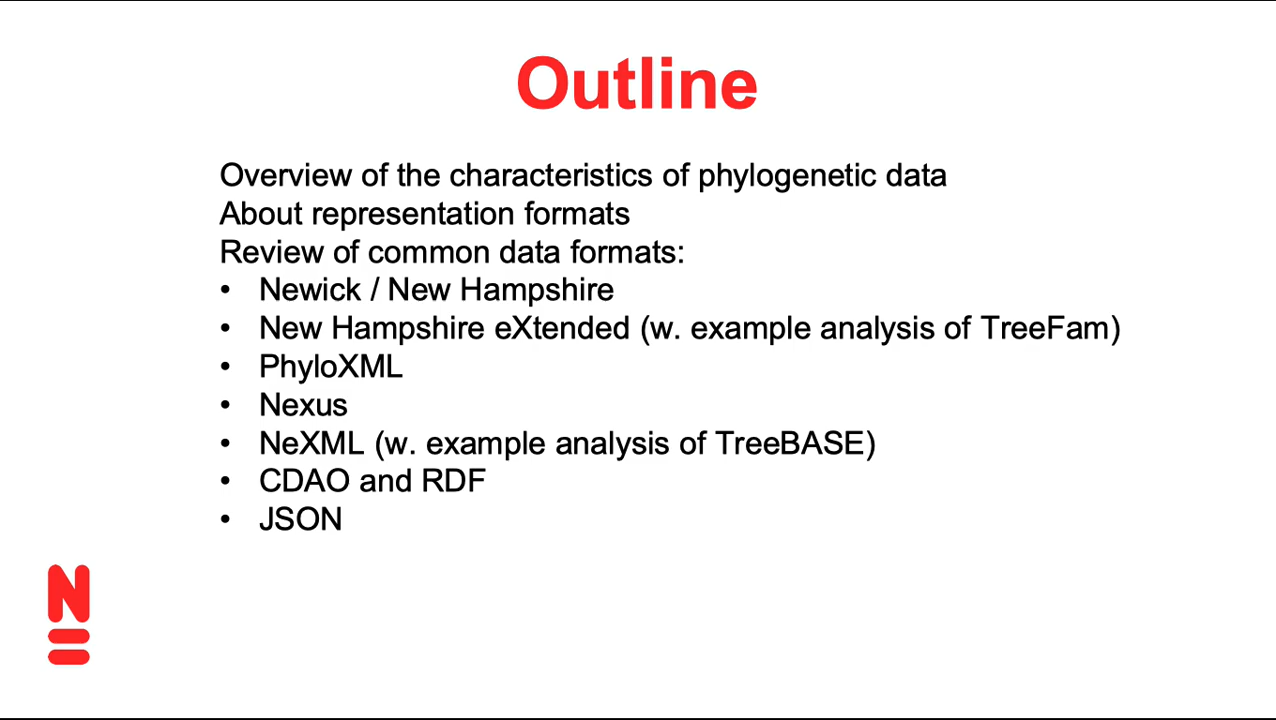 Outline
Overview of the characteristics of phylogenetic data
About representation formats
Review of common data formats:
• Newick / New Hampshire
• New Hampshire eXtended (w. example analysis of TreeFam)
• PhyloXML
• Nexus
• NeXML (w. example analysis of TreeBASE)
• CDAO and RDF
• JSON
N